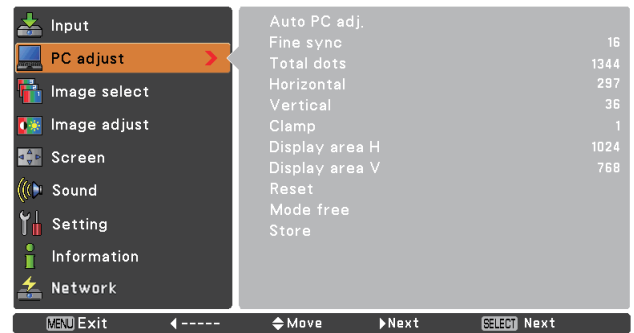 Input
PC adjust
Image select
Image adjust
Screen
Sound
Setting
Information
Network
Auto PC adj.
Fine sync 16
Total dots 1344
Horizontal 297
Vertical 36
Clamp 1
Display area H 1024
Display area V 768
Reset
Mode free
Store
MENU Exit ----- Move Next SELECT Next